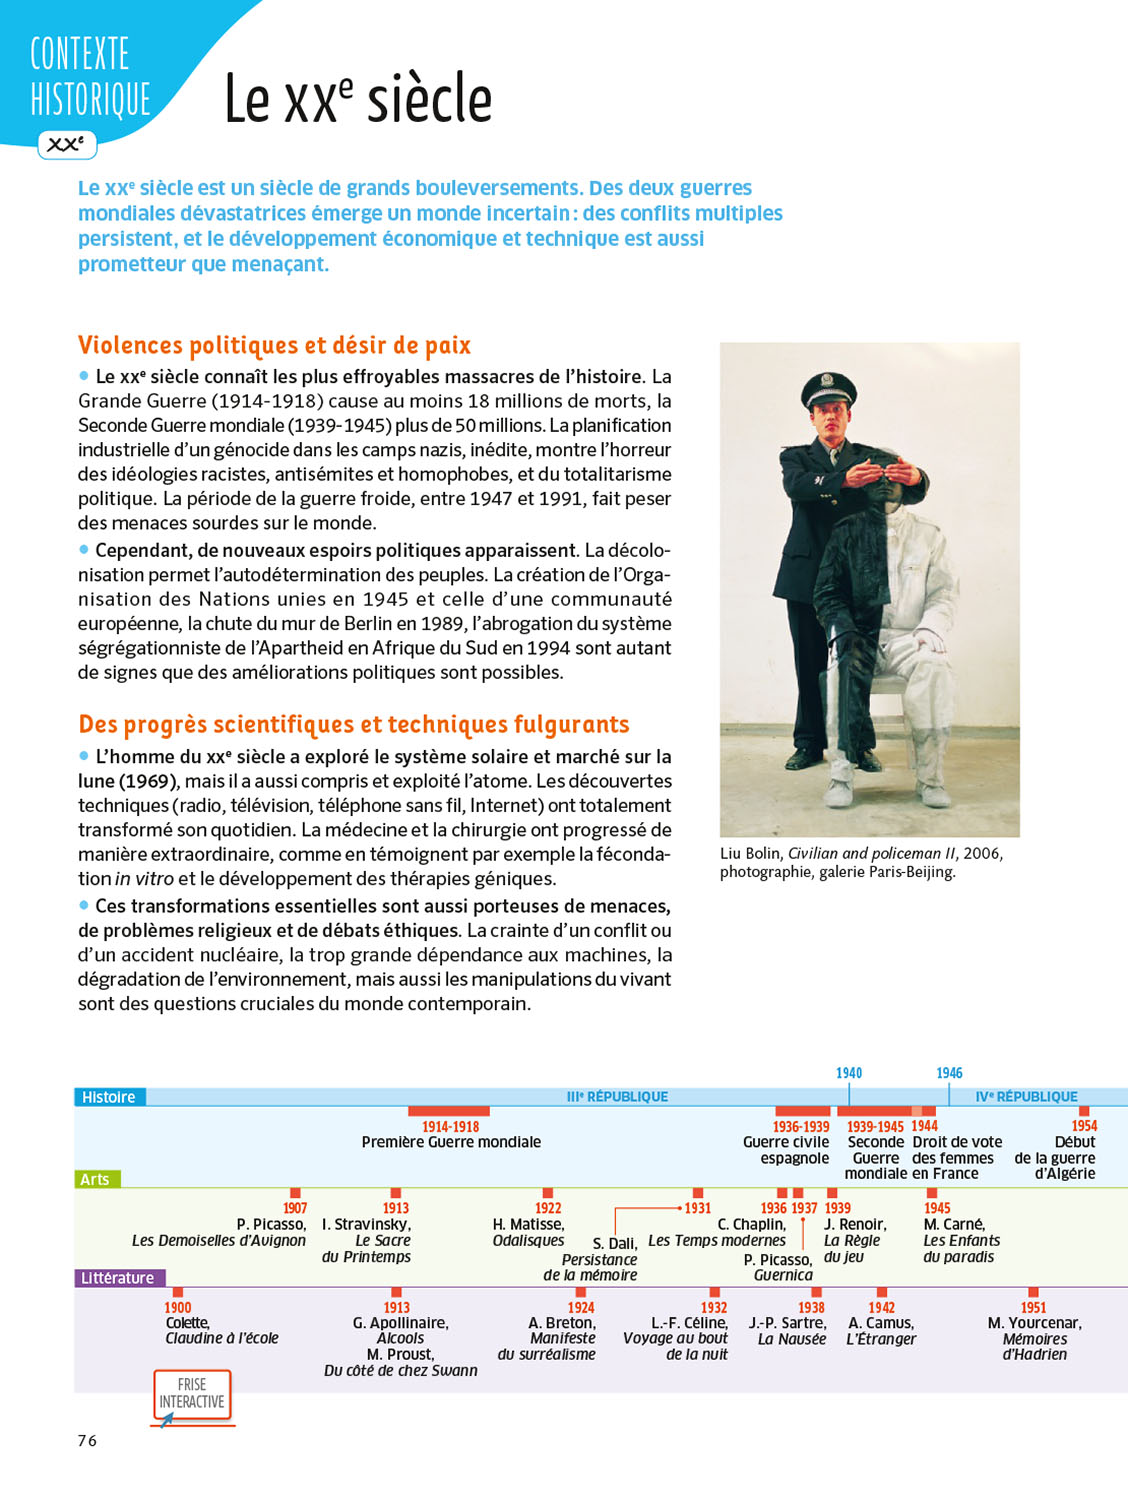 CONTEXTE
HISTORIQUE
XXe
Le XXe siècle
Le XXe siècle est un siècle de grands bouleversements. Des deux guerres
mondiales dévastatrices émerge un monde incertain : des conflits multiples
persistent, et le développement économique et technique est aussi
prometteur que menaçant.
Violences politiques et désir de paix
• Le XXe siècle connaît les plus effroyables massacres de l'histoire. La
Grande Guerre (1914-1918) cause au moins 18 millions de morts, la
Seconde Guerre mondiale (1939-1945) plus de 50 millions. La planification
industrielle d'un génocide dans les camps nazis, inédite, montre l'horreur
des idéologies racistes, antisémites et homophobes, et du totalitarisme
politique. La période de la guerre froide, entre 1947 et 1991, fait peser
des menaces sourdes sur le monde.
• Cependant, de nouveaux espoirs politiques apparaissent. La décolo-
nisation permet l'autodétermination des peuples. La création de l'Orga-
nisation des Nations unies en 1945 et celle d'une communauté
européenne, la chute du mur de Berlin en 1989, l'abrogation du système
ségrégationniste de l'Apartheid en Afrique du Sud en 1994 sont autant
de signes que des améliorations politiques sont possibles.
Des progrès scientifiques et techniques fulgurants
• L'homme du XXe siècle a exploré le système solaire et marché sur la
lune (1969), mais il a aussi compris et exploité l'atome. Les découvertes
techniques (radio, télévision, téléphone sans fil, Internet) ont totalement
transformé son quotidien. La médecine et la chirurgie ont progressé de
manière extraordinaire, comme en témoignent par exemple la féconda-
tion in vitro et le développement des thérapies géniques.
• Ces transformations essentielles sont aussi porteuses de menaces,
de problèmes religieux et de débats éthiques. La crainte d'un conflit ou
d'un accident nucléaire, la trop grande dépendance aux machines, la
dégradation de l'environnement, mais aussi les manipulations du vivant
sont des questions cruciales du monde contemporain.
Liu Bolin, Civilian and policeman II, 2006,
photographie, galerie Paris-Beijing.
1940 1946
Histoire IIIe RÉPUBLIQUE IVe RÉPUBLIQUE
1914-1918
Première Guerre mondiale
1936-1939
Guerre civile
espagnole
1939-1945
Seconde
Guerre
mondiale
1944
Droit de vote
des femmes
en France
1954
Début
de la guerre
d'Algérie
Arts
1907
P. Picasso,
Les Demoiselles d'Avignon
1913
I. Stravinsky,
Le Sacre
du Printemps
1922
H. Matisse,
Odalisques
1931
S. Dali,
Persistance
de la mémoire
1936
C. Chaplin,
Les Temps modernes
1937
P. Picasso,
Guernica
1939
J. Renoir,
La Règle
du jeu
1945
M. Carné,
Les Enfants
du paradis
Littérature
1900
Colette,
Claudine à l'école
1913
G. Apollinaire,
Alcools
M. Proust,
Du côté de chez Swann
1924
A. Breton,
Manifeste
du surréalisme
1932
L.-F. Céline,
Voyage au bout
de la nuit
1938
J.-P. Sartre,
La Nausée
1942
A. Camus,
L'Étranger
1951
M. Yourcenar,
Mémoires
d'Hadrien
FRISE
INTERACTIVE
76